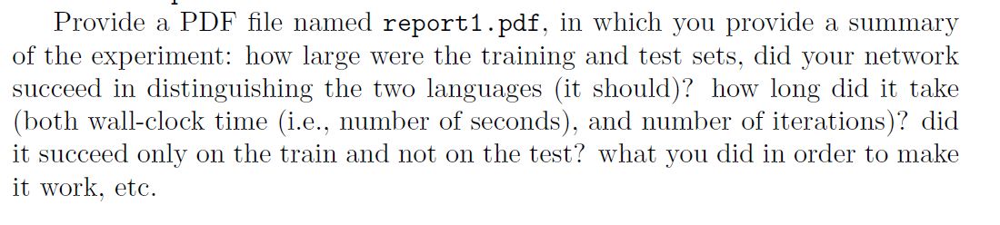 Provide a PDF file named report1.pdf, in which you provide a summary
of the experiment: how large were the training and test sets, did your network
succeed in distinguishing the two languages (it should)? how long did it take
(both wall-clock time (i.e., number of seconds), and number of iterations)? did
it succeed only on the train and not on the test? what you did in order to make
it work, etc.